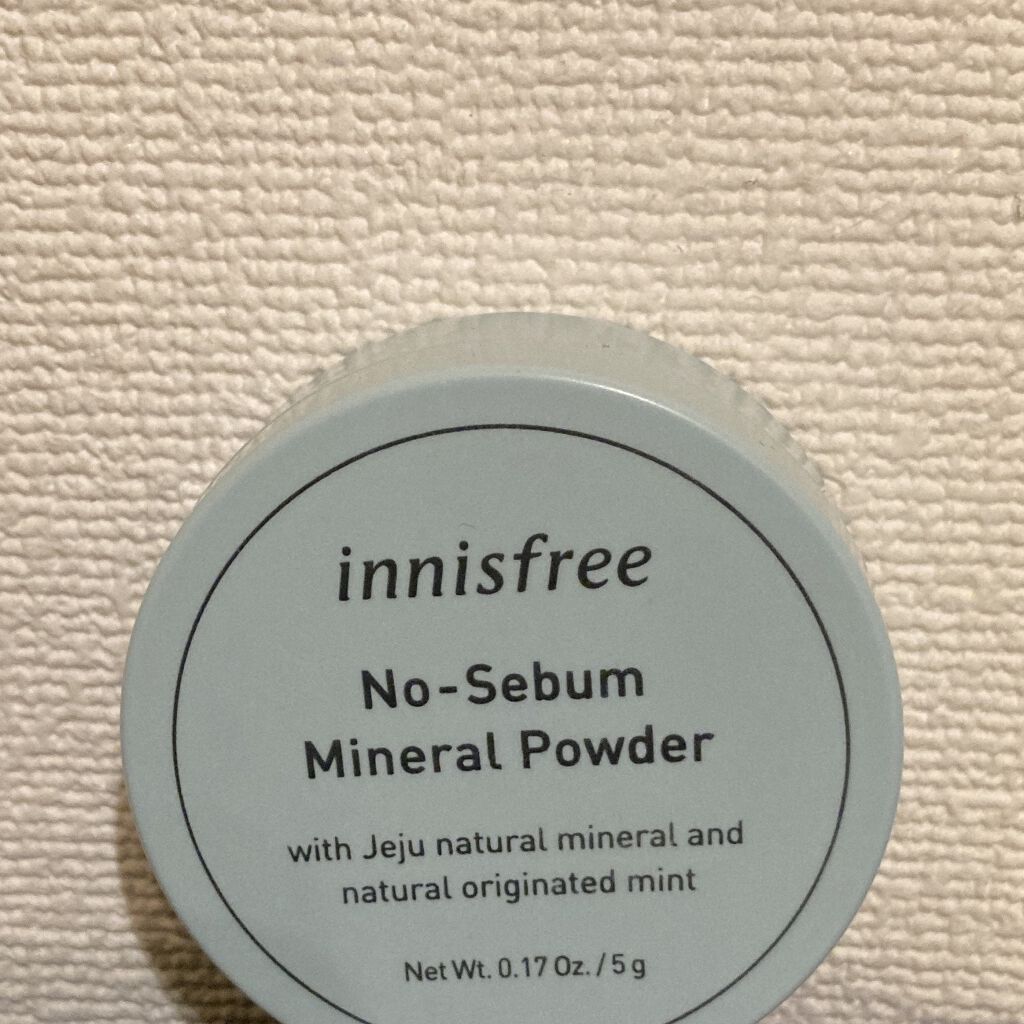 innisfree
No-Sebum
Mineral Powder
with Jeju natural mineral and
natural originated mint
Net Wt. 0.17 Oz. / 5 g